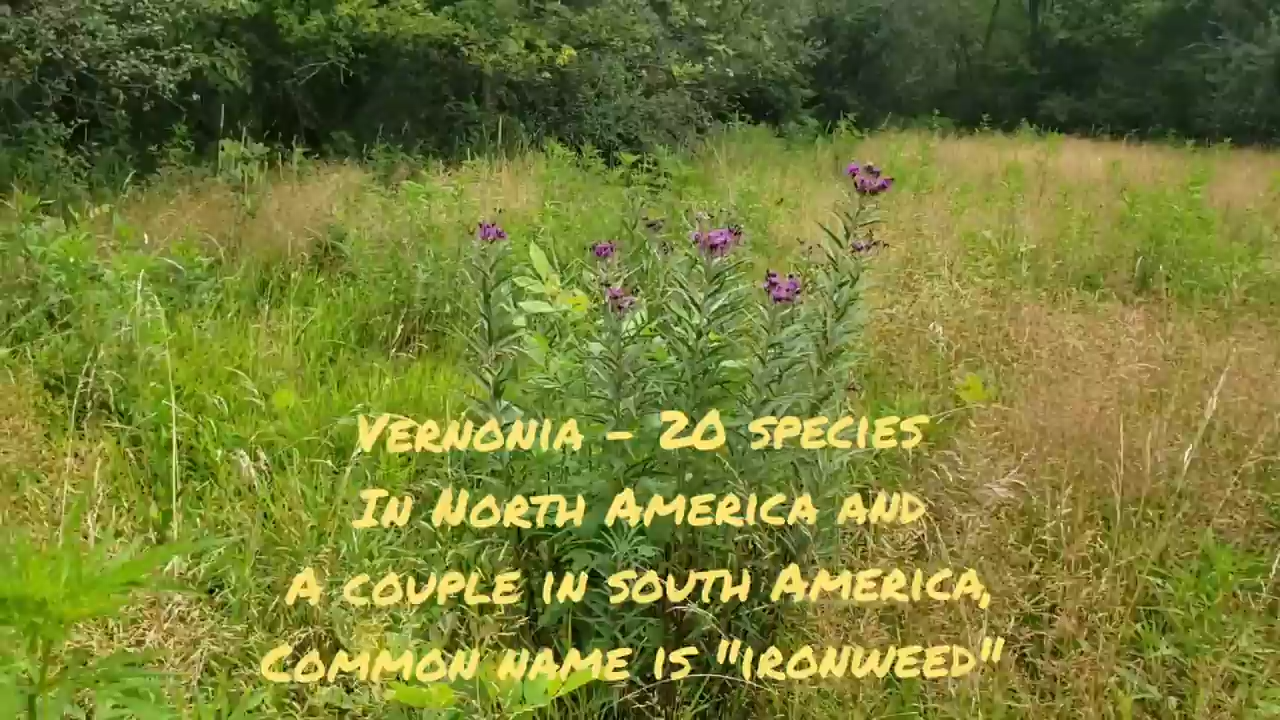 Vernonia - 20 species
In North America and
A couple in south America,
Common name is "ironweed"